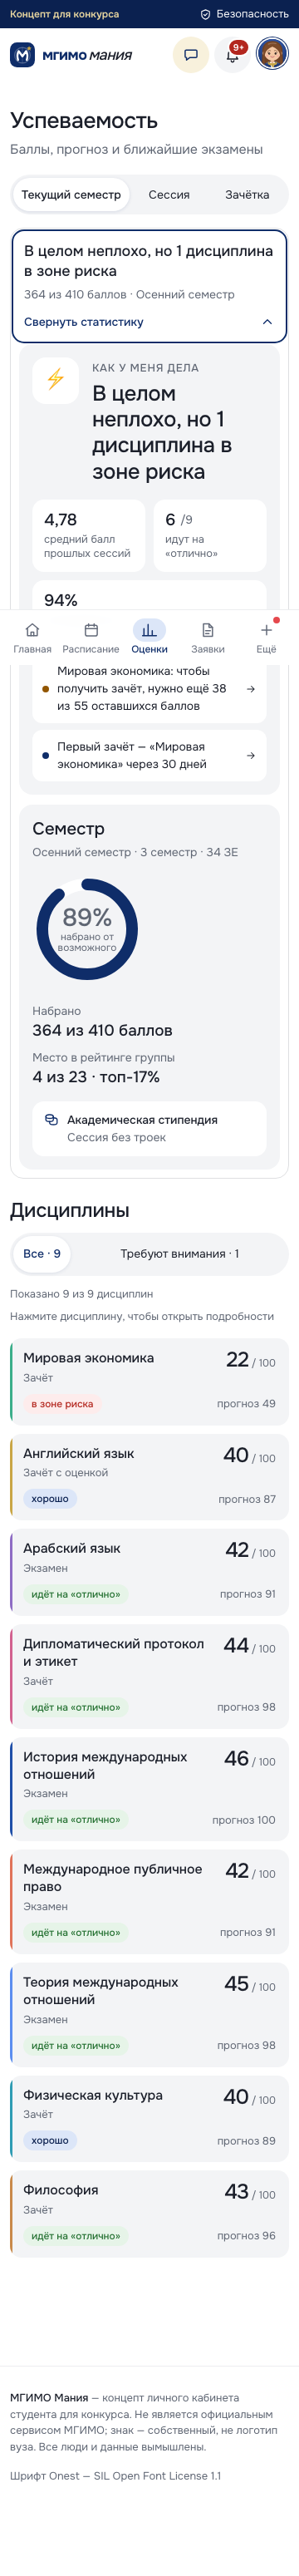 Концепт для конкурса
Безопасность
МГИМО МАНИЯ
9+
Успеваемость
Баллы, прогноз и ближайшие экзамены
Текущий семестр
Сессия
Зачётка
В целом неплохо, но 1 дисциплина
в зоне риска
364 из 410 баллов · Осенний семестр
Свернуть статистику
КАК У МЕНЯ ДЕЛА
В целом
неплохо, но 1
дисциплина в
зоне риска
4,78
средний балл
прошлых сессий
6 /9
идут на
«отлично»
94%
Главная
Расписание
Оценки
Заявки
Ещё
Мировая экономика: чтобы
получить зачёт, нужно ещё 38
из 55 оставшихся баллов
Первый зачёт — «Мировая
экономика» через 30 дней
Семестр
Осенний семестр · 3 семестр · 34 ЗЕ
89%
набрано от
возможного
Набрано
364 из 410 баллов
Место в рейтинге группы
4 из 23 · топ-17%
Академическая стипендия
Сессия без троек
Дисциплины
Все · 9
Требуют внимания · 1
Показано 9 из 9 дисциплин
Нажмите дисциплину, чтобы открыть подробности
Мировая экономика
22 / 100
Зачёт
в зоне риска
прогноз 49
Английский язык
40 / 100
Зачёт с оценкой
хорошо
прогноз 87
Арабский язык
42 / 100
Экзамен
идёт на «отлично»
прогноз 91
Дипломатический протокол
и этикет
44 / 100
Зачёт
идёт на «отлично»
прогноз 98
История международных
отношений
46 / 100
Экзамен
идёт на «отлично»
прогноз 100
Международное публичное
право
42 / 100
Экзамен
идёт на «отлично»
прогноз 91
Теория международных
отношений
45 / 100
Экзамен
идёт на «отлично»
прогноз 98
Физическая культура
40 / 100
Зачёт
хорошо
прогноз 89
Философия
43 / 100
Зачёт
идёт на «отлично»
прогноз 96
МГИМО Мания — концепт личного кабинета
студента для конкурса. Не является официальным
сервисом МГИМО; знак — собственный, не логотип
вуза. Все люди и данные вымышлены.
Шрифт Onest — SIL Open Font License 1.1